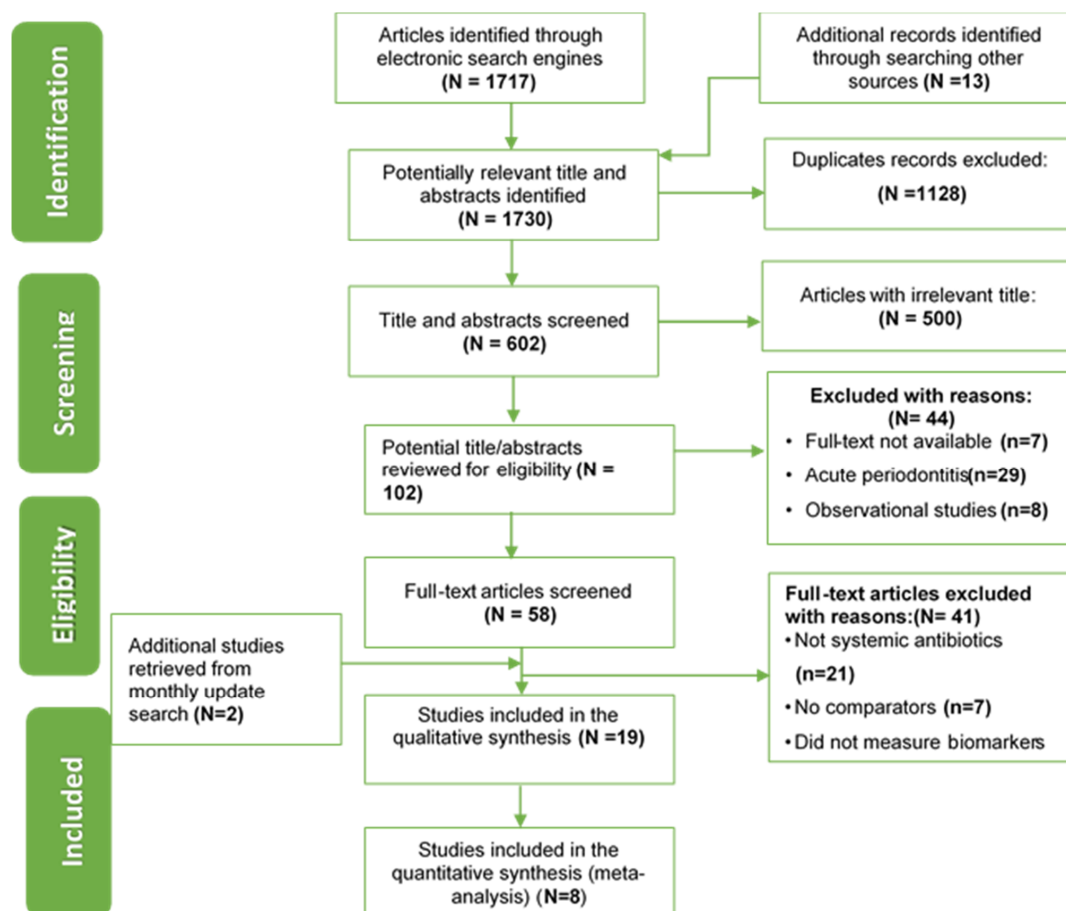 Identification
Articles identified through
electronic search engines
(N = 1717)
Additional records identified
through searching other
sources (N =13)
Potentially relevant title and
abstracts identified
(N = 1730)
Duplicates records excluded:
(N =1128)
Screening
Title and abstracts screened
(N = 602)
Articles with irrelevant title:
(N = 500)
Potential title/abstracts
reviewed for eligibility (N =
102)
Excluded with reasons:
(N= 44)
• Full-text not available (n=7)
• Acute periodontitis(n=29)
• Observational studies (n=8)
Eligibility
Full-text articles screened
(N = 58)
Full-text articles excluded
with reasons:(N= 41)
•Not systemic antibiotics
(n=21)
•No comparators (n=7)
•Did not measure biomarkers
Additional studies
retrieved from
monthly update
search (N=2)
Included
Studies included in the
qualitative synthesis (N =19)
Studies included in the
quantitative synthesis (meta-
analysis) (N=8)